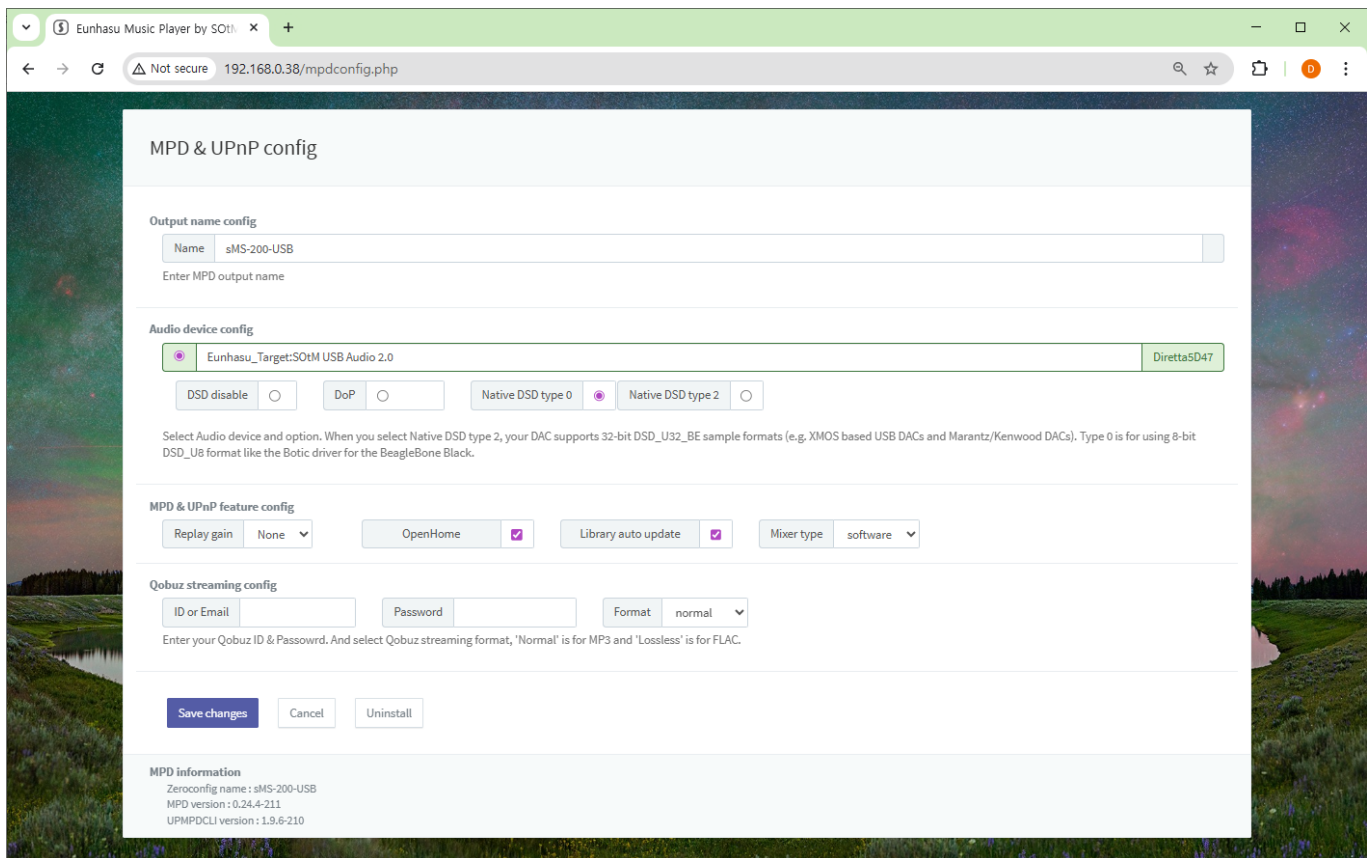 Eunhasu Music Player by SOtM
Not secure 192.168.0.38/mpdconfig.php
D
MPD & UPnP config
Output name config
Name sMS-200-USB
Enter MPD output name
Audio device config
Eunhasu_Target:SOtM USB Audio 2.0 Diretta5D47
DSD disable DoP Native DSD type 0 Native DSD type 2
Select Audio device and option. When you select Native DSD type 2, your DAC supports 32-bit DSD_U32_BE sample formats (e.g. XMOS based USB DACs and Marantz/Kenwood DACs). Type 0 is for using 8-bit
DSD_U8 format like the Botic driver for the BeagleBone Black.
MPD & UPnP feature config
Replay gain None OpenHome Library auto update Mixer type software
Qobuz streaming config
ID or Email Password Format normal
Enter your Qobuz ID & Passowrd. And select Qobuz streaming format, 'Normal' is for MP3 and 'Lossless' is for FLAC.
Save changes Cancel Uninstall
MPD information
Zeroconfig name : sMS-200-USB
MPD version : 0.24.4-211
UPMPDCLI version : 1.9.6-210